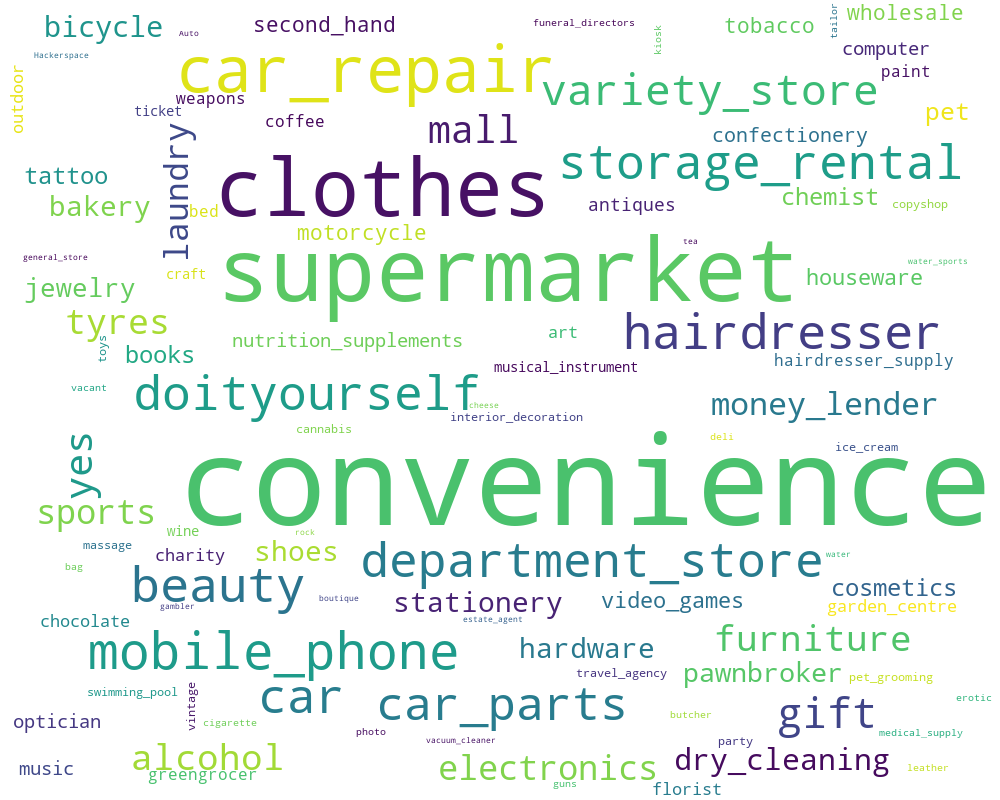 bicycle
second_hand
funeral_directors
tobacco
tailor
wholesale
Auto
kiosk
computer
Hackerspace
car_repair
paint
outdoor
weapons
variety_store
ticket
coffee
mall
pet
confectionery
laundry
clothes
storage_rental
tattoo
bakery
bed
antiques
chemist
copyshop
motorcycle
tea
general_store
supermarket
water_sports
craft
houseware
jewelry
tyres
nutrition_supplements
art
hairdresser
toys
books
musical_instrument
hairdresser_supply
vacant
doityourself
cheese
interior_decoration
money_lender
cannabis
deli
ice_cream
yes
convenience
sports
wine
rock
massage
charity
shoes
department_store
water
bag
beauty
gambler
boutique
stationery
video_games
cosmetics
garden_centre
chocolate
estate_agent
mobile_phone
hardware
furniture
travel_agency
pawnbroker
pet_grooming
swimming_pool
vintage
car
car_parts
erotic
optician
cigarette
butcher
gift
photo
vacuum_cleaner
party
medical_supply
music
alcohol
greengrocer
electronics
guns
dry_cleaning
leather
florist